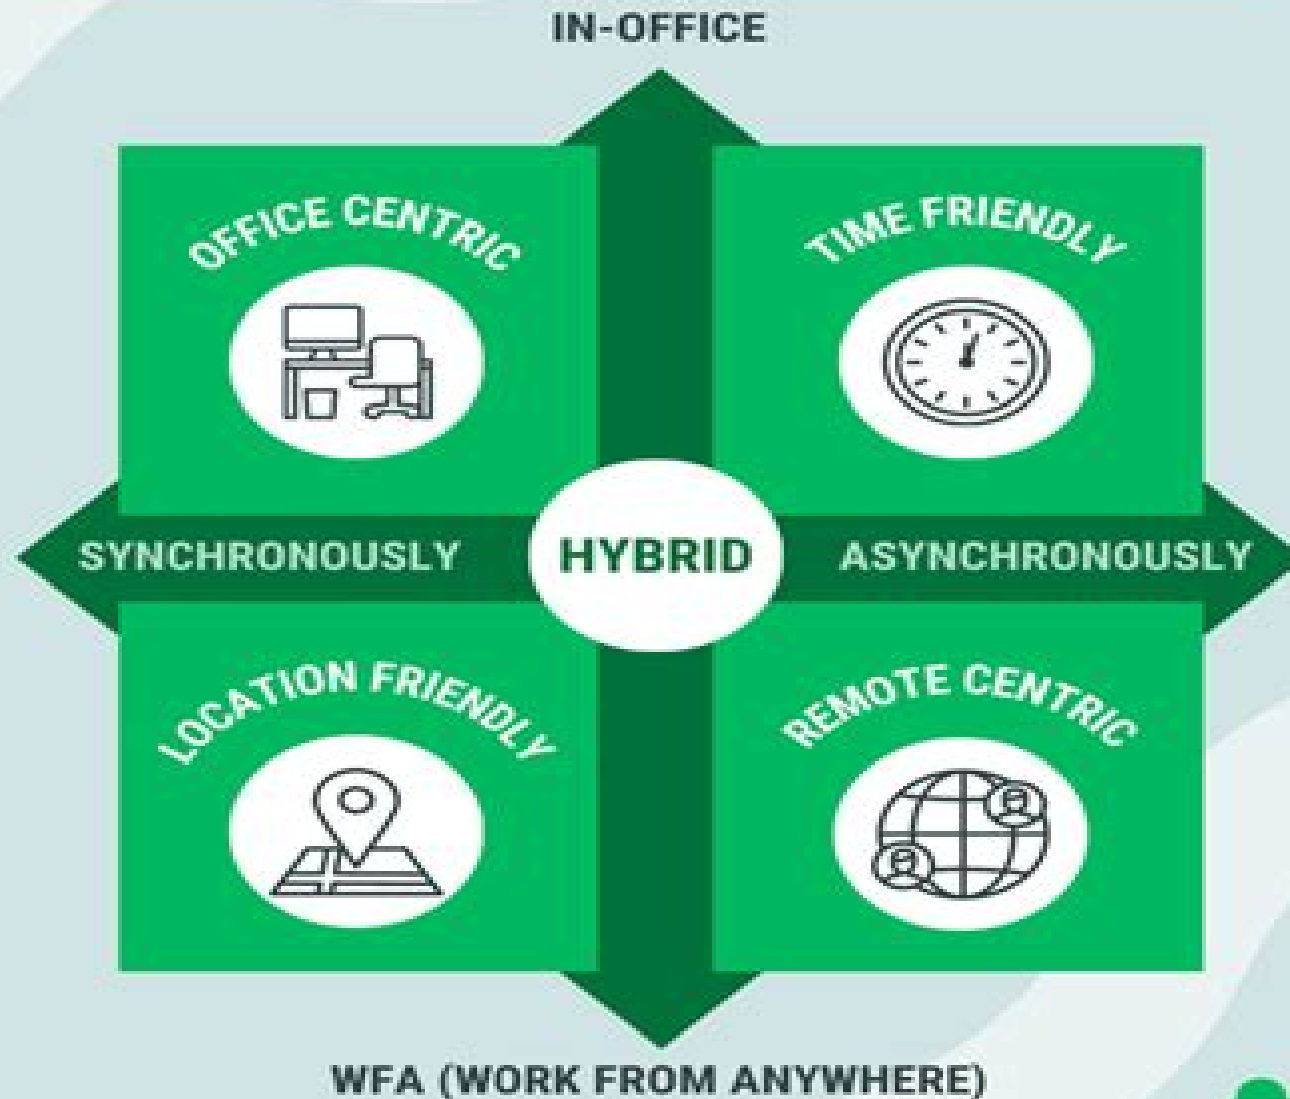 IN-OFFICE
OFFICE CENTRIC
TIME FRIENDLY
SYNCHRONOUSLY
HYBRID
ASYNCHRONOUSLY
LOCATION FRIENDLY
REMOTE CENTRIC
WFA (WORK FROM ANYWHERE)